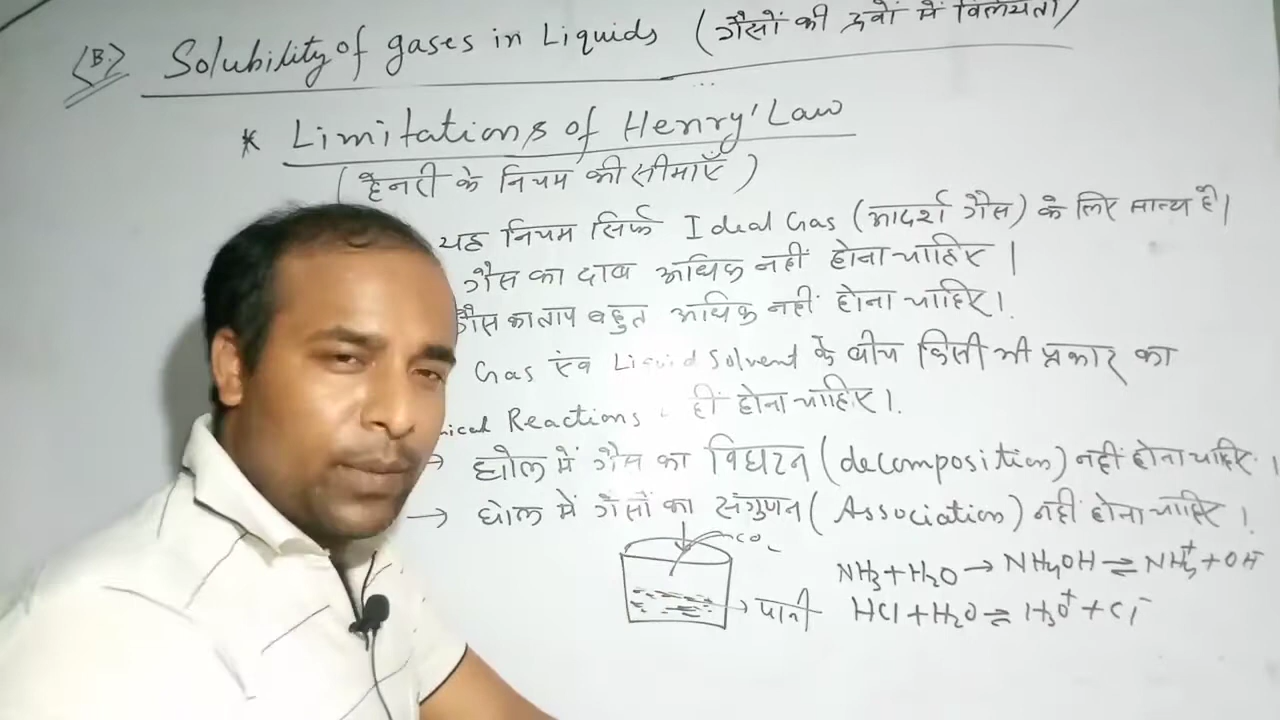 <B.> Solubility of gases in Liquids (गैसों की द्रवों में विलेयता)
* Limitations of Henry' Law
(हेनरी के नियम की सीमाएँ)
यह नियम सिर्फ Ideal Gas (आदर्श गैस) के लिए मान्य है।
गैस का दाब अधिक नहीं होना चाहिए।
गैस का ताप बहुत अधिक नहीं होना चाहिए।
Gas एंव Liquid Solvent के बीच किसी भी प्रकार का
Reactions होना चाहिए।
→ घोल में गैस का विघटन (decomposition) नहीं होना चाहिए।
→ घोल में गैसों का संगुणन (Association) नहीं होना चाहिए।
CO₂
NH₃ + H₂O → NH₄OH ⇌ NH₄⁺ + OH⁻
→ पानी HCl + H₂O ⇌ H₃O⁺ + Cl⁻